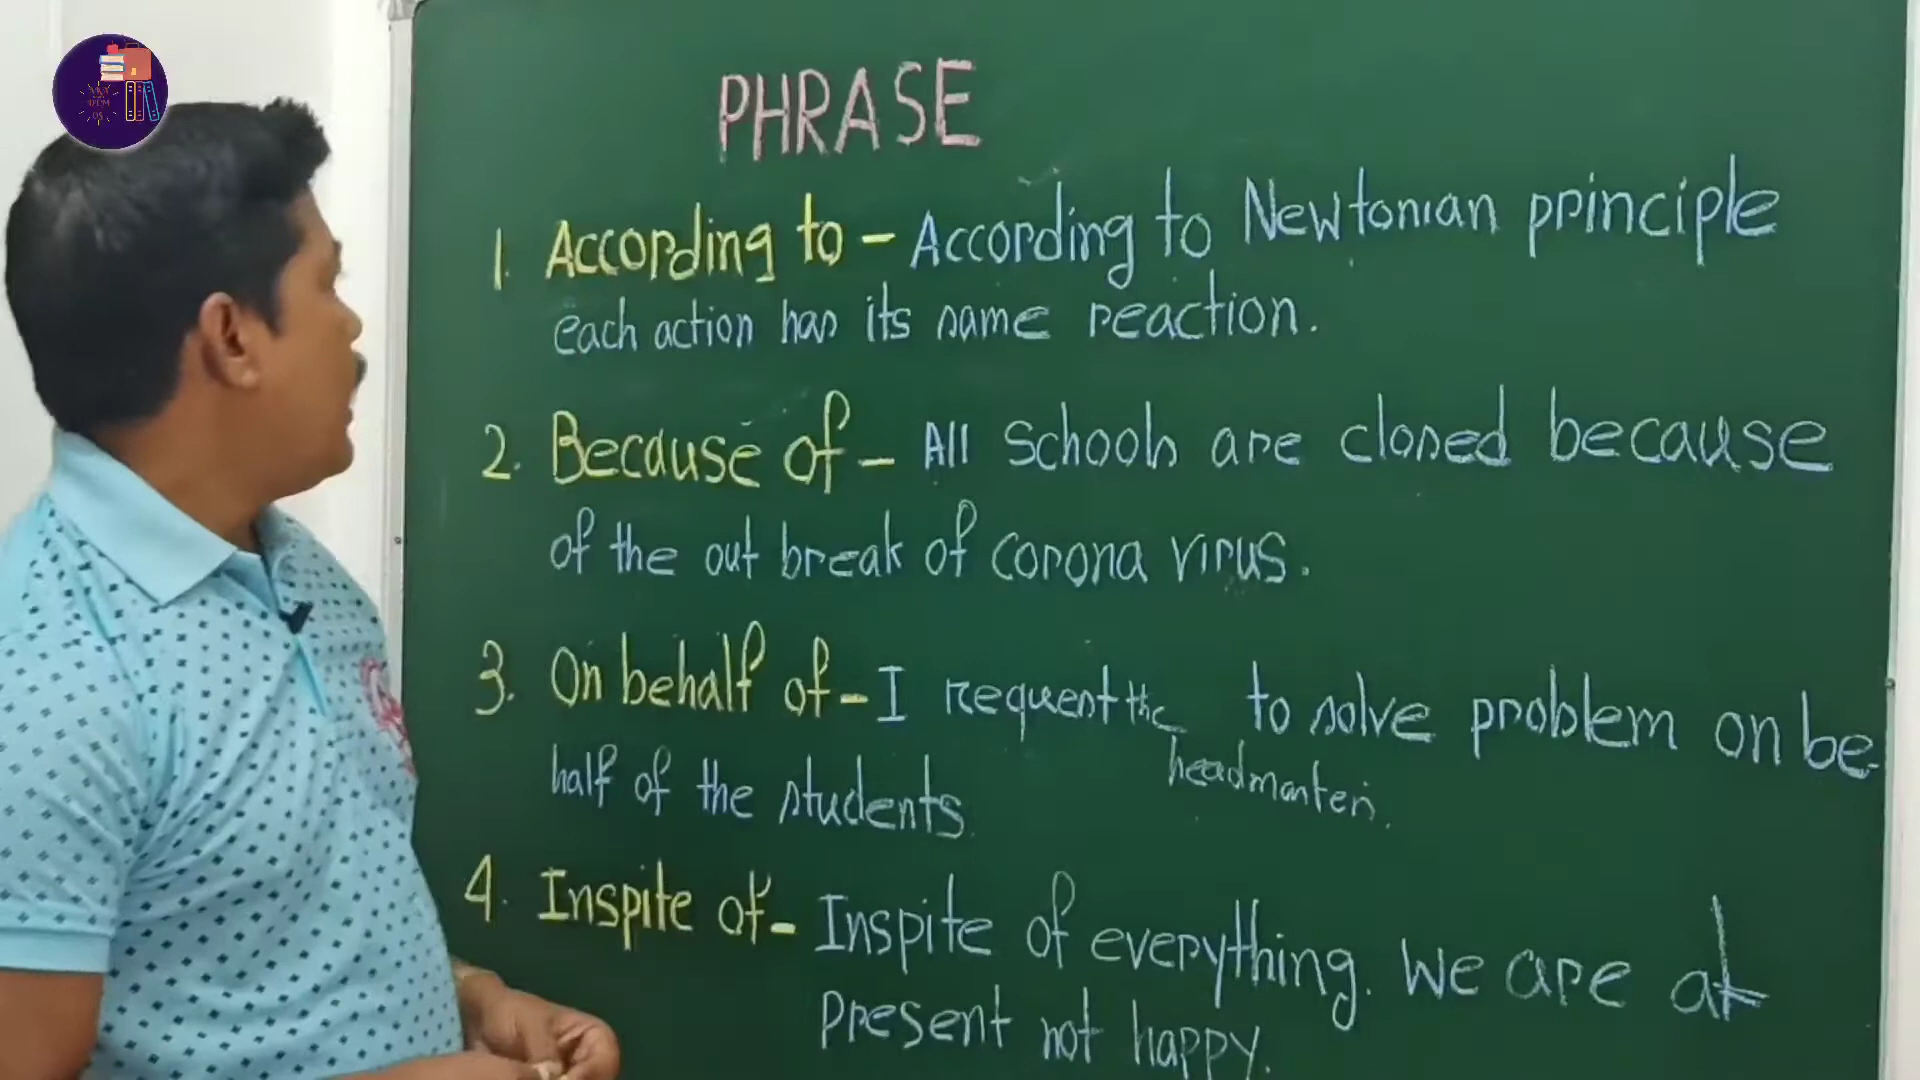 PHRASE
1. According to - According to Newtonian principle
each action has its same reaction.
2. Because of - All schools are closed because
of the out break of corona virus.
3. On behalf of - I request the to solve problem on be-
headmaster.
half of the students.
4. Inspite of - Inspite of everything. We are at
present not happy.